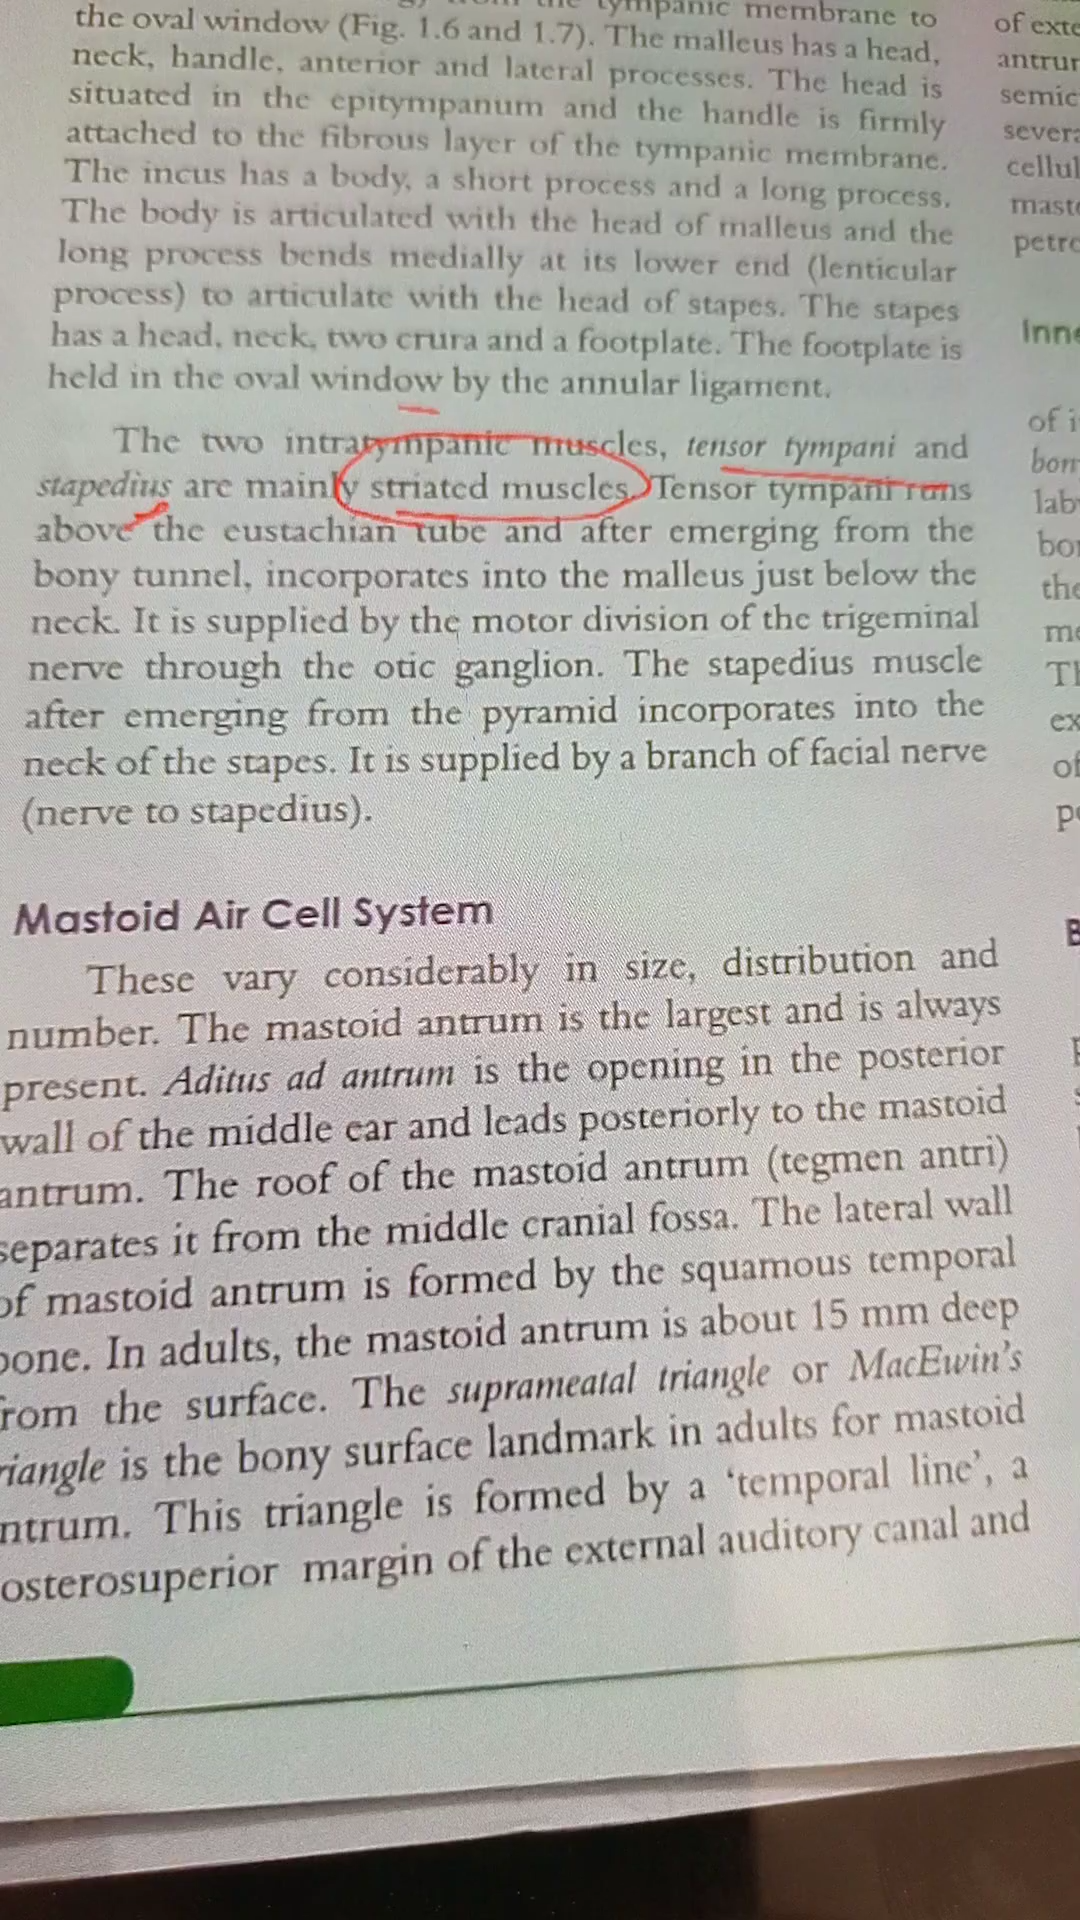 tympanic membrane to
the oval window (Fig. 1.6 and 1.7). The malleus has a head,
neck, handle, anterior and lateral processes. The head is
situated in the epitympanum and the handle is firmly
attached to the fibrous layer of the tympanic membrane.
The incus has a body, a short process and a long process.
The body is articulated with the head of malleus and the
long process bends medially at its lower end (lenticular
process) to articulate with the head of stapes. The stapes
has a head, neck, two crura and a footplate. The footplate is
held in the oval window by the annular ligament.
The two intratympanic muscles, tensor tympani and
stapedius are mainly striated muscles. Tensor tympani runs
above the eustachian tube and after emerging from the
bony tunnel, incorporates into the malleus just below the
neck. It is supplied by the motor division of the trigeminal
nerve through the otic ganglion. The stapedius muscle
after emerging from the pyramid incorporates into the
neck of the stapes. It is supplied by a branch of facial nerve
(nerve to stapedius).
Mastoid Air Cell System
These vary considerably in size, distribution and
number. The mastoid antrum is the largest and is always
present. Aditus ad antrum is the opening in the posterior
wall of the middle ear and leads posteriorly to the mastoid
antrum. The roof of the mastoid antrum (tegmen antri)
separates it from the middle cranial fossa. The lateral wall
of mastoid antrum is formed by the squamous temporal
bone. In adults, the mastoid antrum is about 15 mm deep
from the surface. The suprameatal triangle or MacEwin's
riangle is the bony surface landmark in adults for mastoid
ntrum. This triangle is formed by a 'temporal line', a
osterosuperior margin of the external auditory canal and
of exte
antrum
semic
severa
cellul
masto
petro
Inne
of i
bon
lab
bo
the
me
Th
ex
of
po